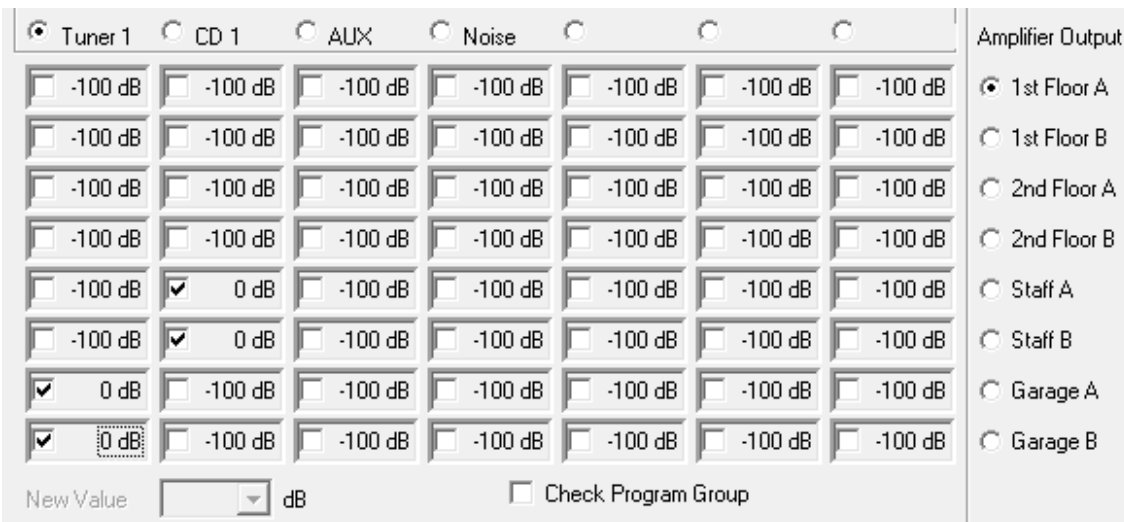 Tuner 1 CD 1 AUX Noise Amplifier Output
-100 dB -100 dB -100 dB -100 dB -100 dB -100 dB -100 dB 1st Floor A
-100 dB -100 dB -100 dB -100 dB -100 dB -100 dB -100 dB 1st Floor B
-100 dB -100 dB -100 dB -100 dB -100 dB -100 dB -100 dB 2nd Floor A
-100 dB -100 dB -100 dB -100 dB -100 dB -100 dB -100 dB 2nd Floor B
-100 dB 0 dB -100 dB -100 dB -100 dB -100 dB -100 dB Staff A
-100 dB 0 dB -100 dB -100 dB -100 dB -100 dB -100 dB Staff B
0 dB -100 dB -100 dB -100 dB -100 dB -100 dB -100 dB Garage A
0 dB -100 dB -100 dB -100 dB -100 dB -100 dB -100 dB Garage B
New Value dB Check Program Group